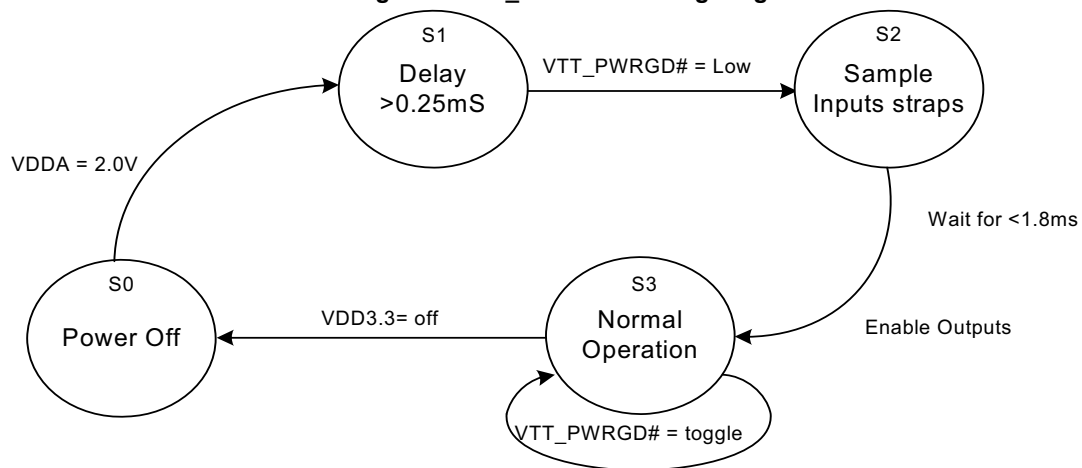 S1
Delay
>0.25mS
VTT_PWRGD# = Low
S2
Sample
Inputs straps
VDDA = 2.0V
Wait for <1.8ms
S0
Power Off
VDD3.3= off
S3
Normal
Operation
Enable Outputs
VTT_PWRGD# = toggle